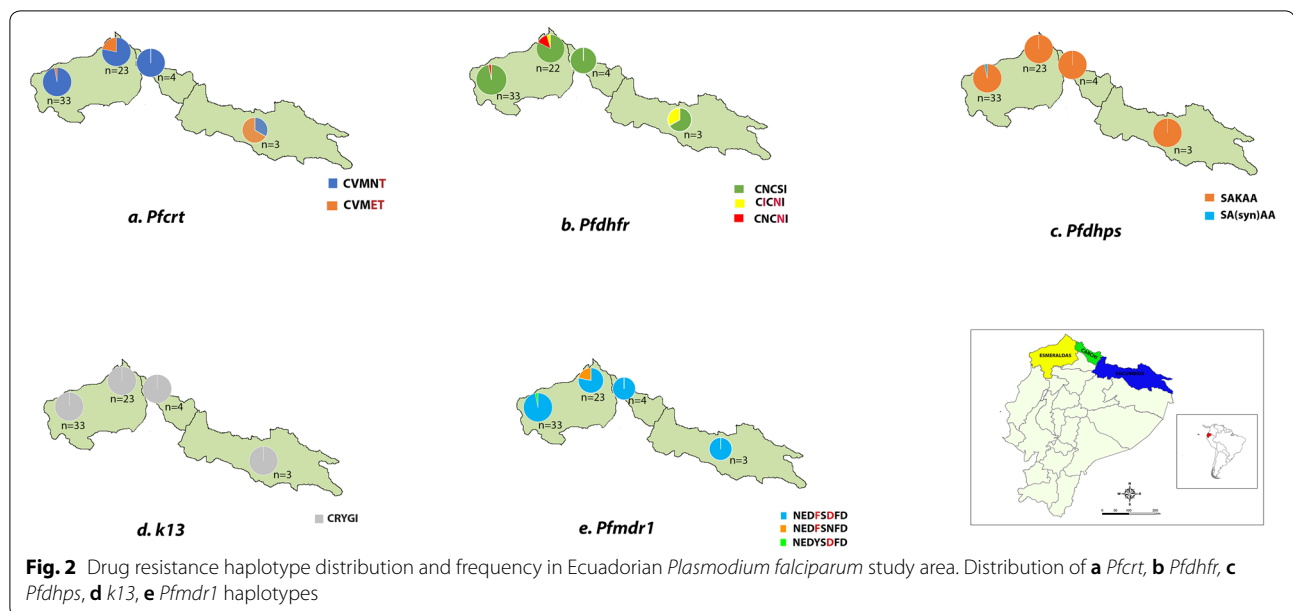 n=23
n=4
n=33
n=3
CVMNT
CVMET
a. Pfcrt
n=22
n=4
n=33
n=3
CNCSI
CICNI
CNCNI
b. Pfdhfr
n=23
n=4
n=33
n=3
SAKAA
SA(syn)AA
c. Pfdhps
n=23
n=4
n=33
n=3
CRYGI
d. k13
n=23
n=4
n=33
n=3
NEDFSDFD
NEDFSNFD
NEDYSDFD
e. Pfmdr1
ESMERALDAS
Fig. 2 Drug resistance haplotype distribution and frequency in Ecuadorian Plasmodium falciparum study area. Distribution of a Pfcrt, b Pfdhfr, c
Pfdhps, d k13, e Pfmdr1 haplotypes